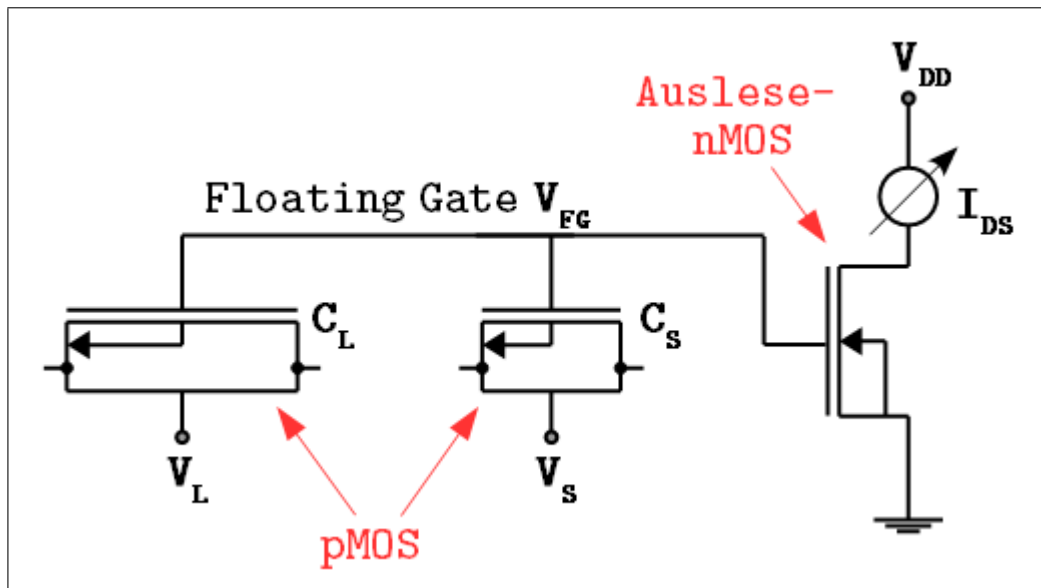 V_DD
Auslese-
nMOS
I_DS
Floating Gate V_FG
C_L
C_S
V_L
V_S
pMOS